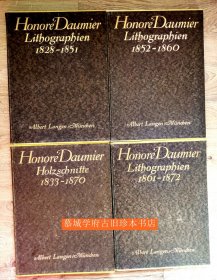 Honoré Daumier
Lithographien
1828-1851
Albert Langen München
Honoré Daumier
Lithographien
1852-1860
Albert Langen München
Honoré Daumier
Holzschnitte
1833-1870
Albert Langen München
Honoré Daumier
Lithographien
1861-1872
Albert Langen München